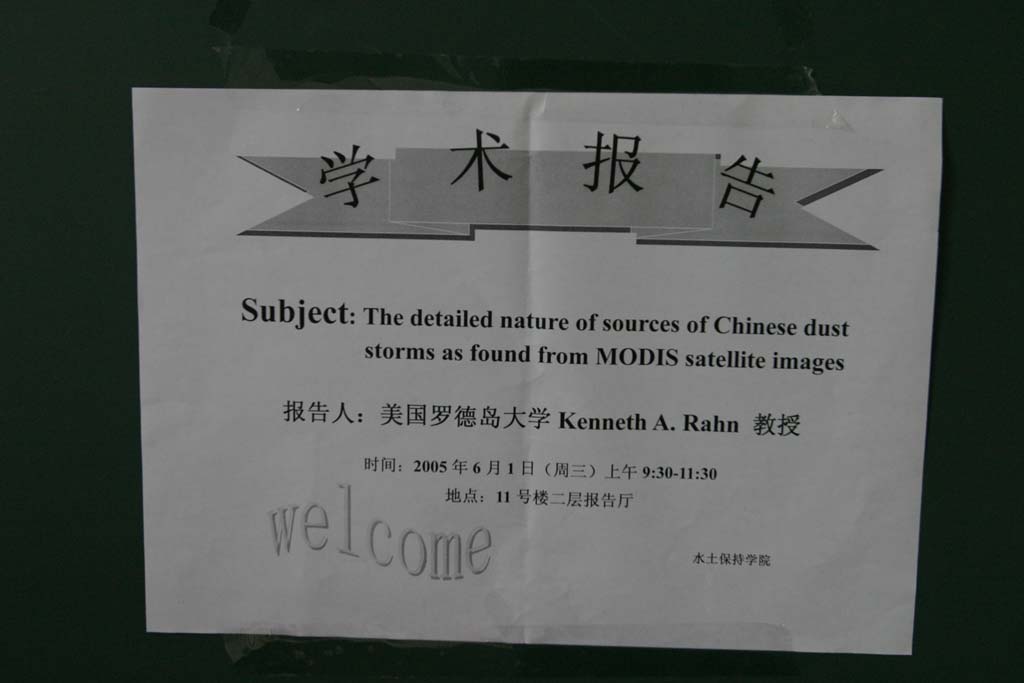 学术报告
Subject: The detailed nature of sources of Chinese dust
storms as found from MODIS satellite images
报告人：美国罗德岛大学 Kenneth A. Rahn 教授
时间：2005 年 6 月 1 日（周三）上午 9:30-11:30
地点：11 号楼二层报告厅
welcome
水土保持学院